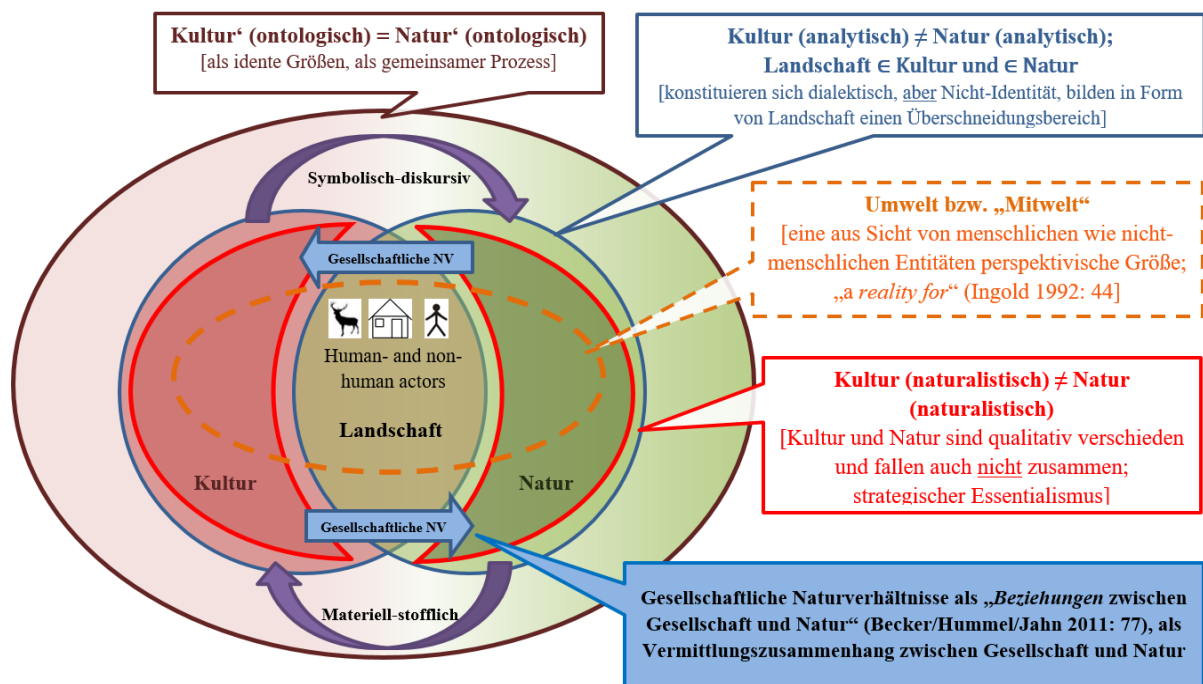 Kultur‘ (ontologisch) = Natur‘ (ontologisch)
[als idente Größen, als gemeinsamer Prozess]
Kultur (analytisch) ≠ Natur (analytisch);
Landschaft ∈ Kultur und ∈ Natur
[konstituieren sich dialektisch, aber Nicht-Identität, bilden in Form
von Landschaft einen Überschneidungsbereich]
Symbolisch-diskursiv
Umwelt bzw. „Mitwelt“
[eine aus Sicht von menschlichen wie nicht-
menschlichen Entitäten perspektivische Größe;
„a reality for“ (Ingold 1992: 44]
Gesellschaftliche NV
Human- and non-
human actors
Landschaft
Kultur
Natur
Kultur (naturalistisch) ≠ Natur
(naturalistisch)
[Kultur und Natur sind qualitativ verschieden
und fallen auch nicht zusammen;
strategischer Essentialismus]
Gesellschaftliche NV
Materiell-stofflich
Gesellschaftliche Naturverhältnisse als „Beziehungen zwischen
Gesellschaft und Natur“ (Becker/Hummel/Jahn 2011: 77), als
Vermittlungszusammenhang zwischen Gesellschaft und Natur